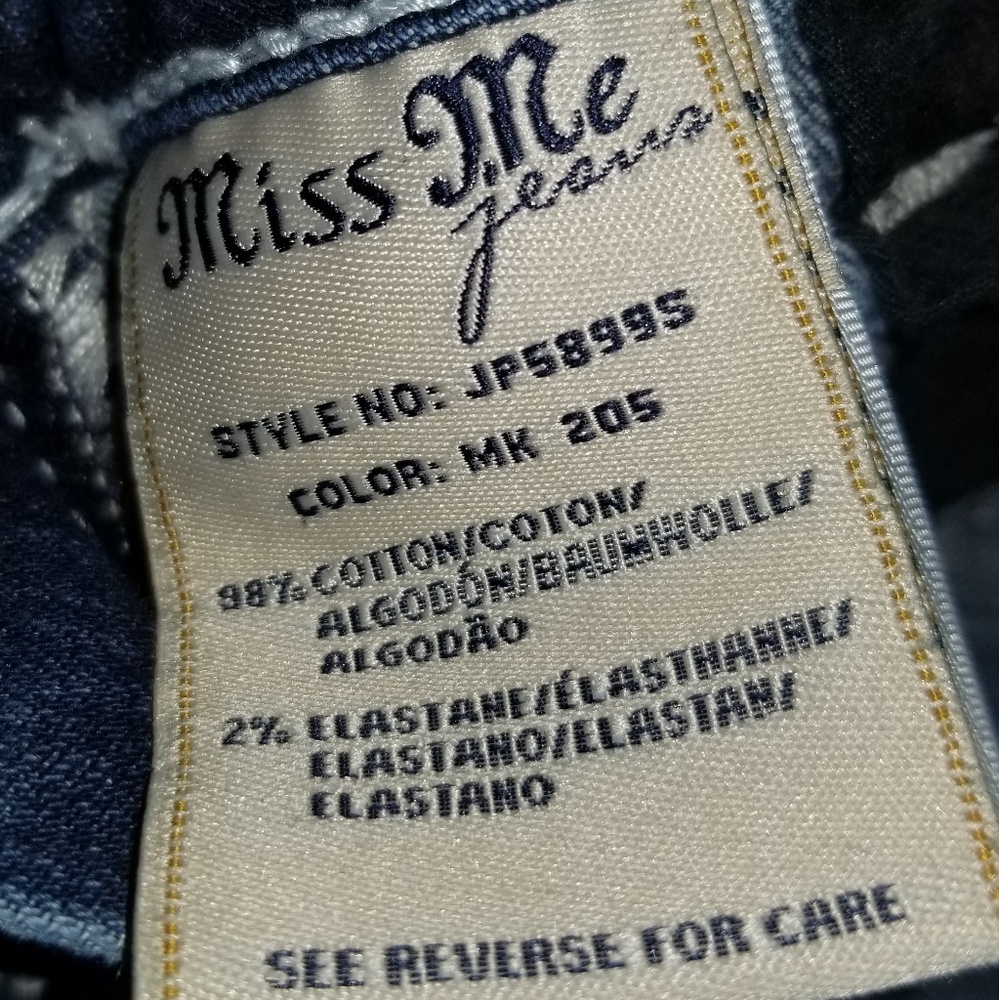 Miss Me
jeans
STYLE NO: JP5899S
COLOR: MK 205
98% COTTON/COTON/
ALGODÓN/BAUMWOLLE/
ALGODÃO
2% ELASTANE/ÉLASTHANNE/
ELASTANO/ELASTAN/
ELASTANO
SEE REVERSE FOR CARE